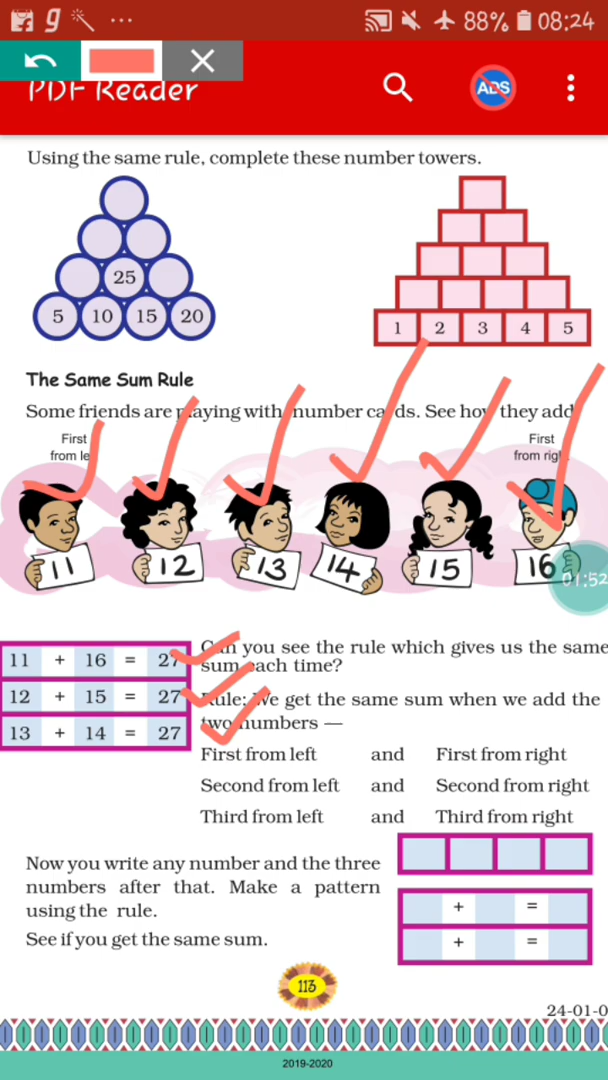 88% 08:24
PDF Reader
ADS
Using the same rule, complete these number towers.
25
5 10 15 20
1 2 3 4 5
The Same Sum Rule
Some friends are playing with number cards. See how they add
First
from le
First
from righ
11 12 13 14 15 16
01:52
11 + 16 = 27
12 + 15 = 27
13 + 14 = 27
Can you see the rule which gives us the same
sum each time?
Rule: We get the same sum when we add the
two numbers —
First from left and First from right
Second from left and Second from right
Third from left and Third from right
Now you write any number and the three
numbers after that. Make a pattern
using the rule.
See if you get the same sum.
+ =
+ =
113
24-01-0
2019-2020